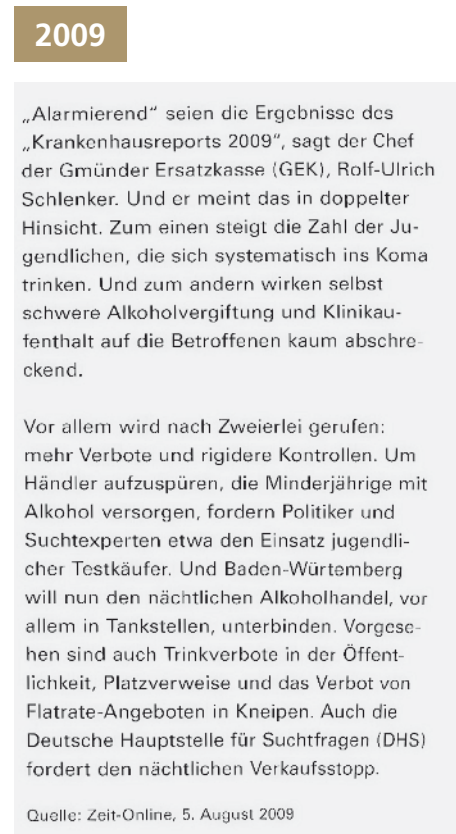 2009
„Alarmierend“ seien die Ergebnisse des
„Krankenhausreports 2009“, sagt der Chef
der Gmünder Ersatzkasse (GEK), Rolf-Ulrich
Schlenker. Und er meint das in doppelter
Hinsicht. Zum einen steigt die Zahl der Ju-
gendlichen, die sich systematisch ins Koma
trinken. Und zum andern wirken selbst
schwere Alkoholvergiftung und Klinikau-
fenthalt auf die Betroffenen kaum abschre-
ckend.
Vor allem wird nach Zweierlei gerufen:
mehr Verbote und rigidere Kontrollen. Um
Händler aufzuspüren, die Minderjährige mit
Alkohol versorgen, fordern Politiker und
Suchtexperten etwa den Einsatz jugendli-
cher Testkäufer. Und Baden-Würtemberg
will nun den nächtlichen Alkoholhandel, vor
allem in Tankstellen, unterbinden. Vorgese-
hen sind auch Trinkverbote in der Öffent-
lichkeit, Platzverweise und das Verbot von
Flatrate-Angeboten in Kneipen. Auch die
Deutsche Hauptstelle für Suchtfragen (DHS)
fordert den nächtlichen Verkaufsstopp.
Quelle: Zeit-Online, 5. August 2009